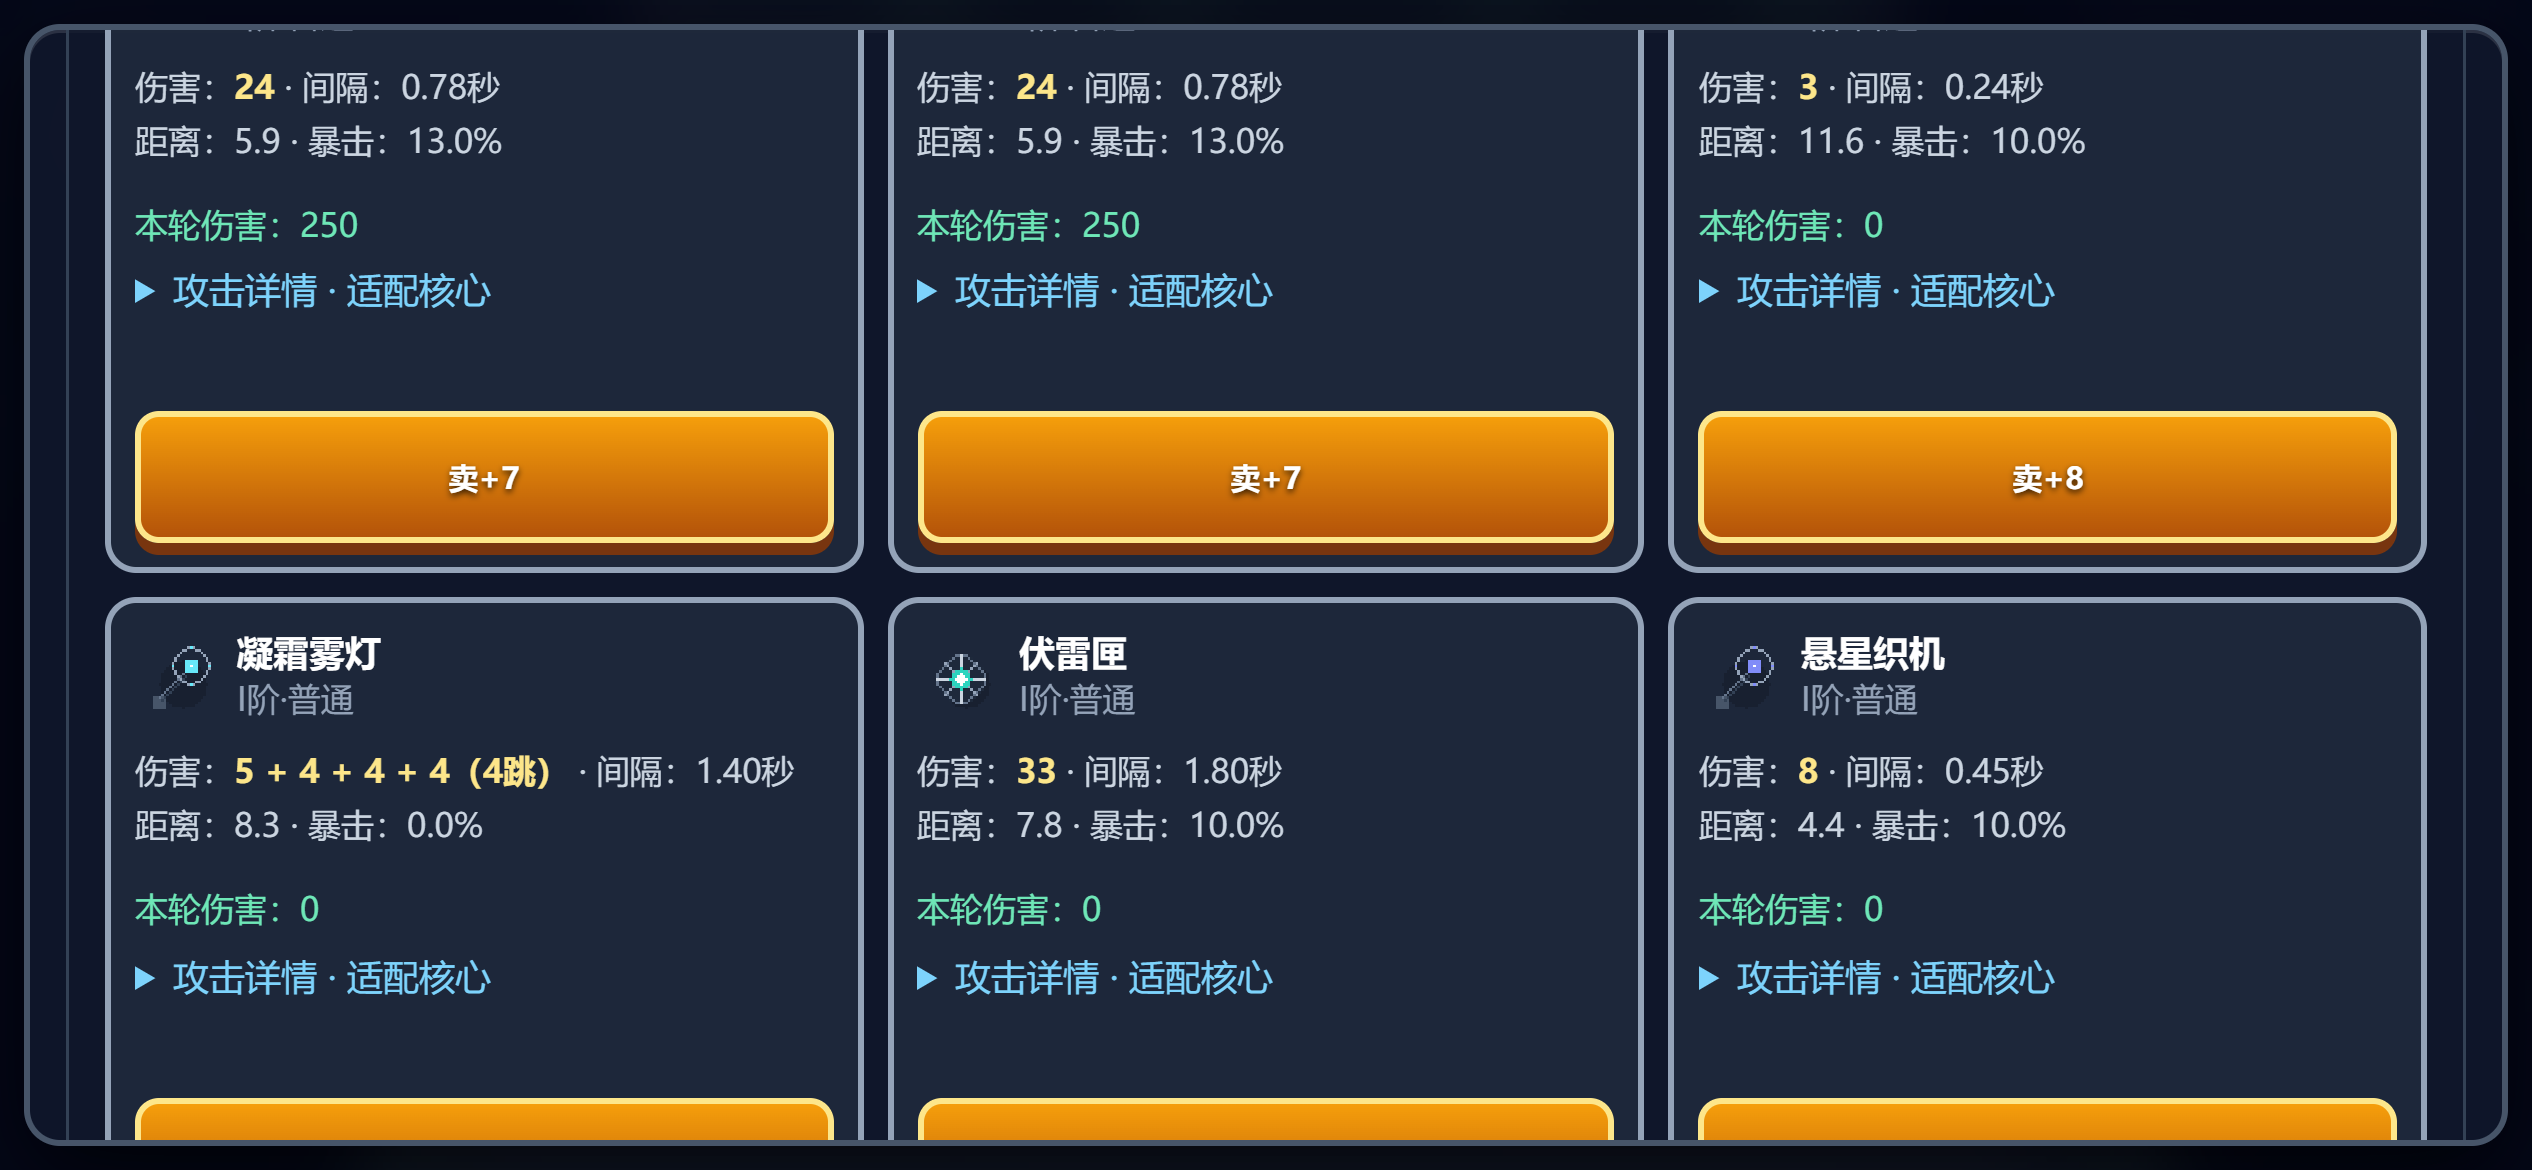 伤害：24 · 间隔：0.78秒
距离：5.9 · 暴击：13.0%
本轮伤害：250
▶ 攻击详情 · 适配核心
卖+7
伤害：24 · 间隔：0.78秒
距离：5.9 · 暴击：13.0%
本轮伤害：250
▶ 攻击详情 · 适配核心
卖+7
伤害：3 · 间隔：0.24秒
距离：11.6 · 暴击：10.0%
本轮伤害：0
▶ 攻击详情 · 适配核心
卖+8
凝霜雾灯
I阶·普通
伤害：5 + 4 + 4 + 4（4跳） · 间隔：1.40秒
距离：8.3 · 暴击：0.0%
本轮伤害：0
▶ 攻击详情 · 适配核心
伏雷匣
I阶·普通
伤害：33 · 间隔：1.80秒
距离：7.8 · 暴击：10.0%
本轮伤害：0
▶ 攻击详情 · 适配核心
悬星织机
I阶·普通
伤害：8 · 间隔：0.45秒
距离：4.4 · 暴击：10.0%
本轮伤害：0
▶ 攻击详情 · 适配核心